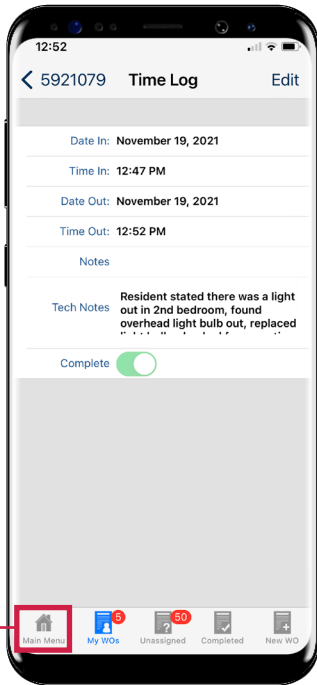 12:52
5921079 Time Log Edit
Date In: November 19, 2021
Time In: 12:47 PM
Date Out: November 19, 2021
Time Out: 12:52 PM
Notes
Resident stated there was a light
Tech Notes out in 2nd bedroom, found
overhead light bulb out, replaced
Complete
5 ? 50
Main Menu My WOs Unassigned Completed New WO